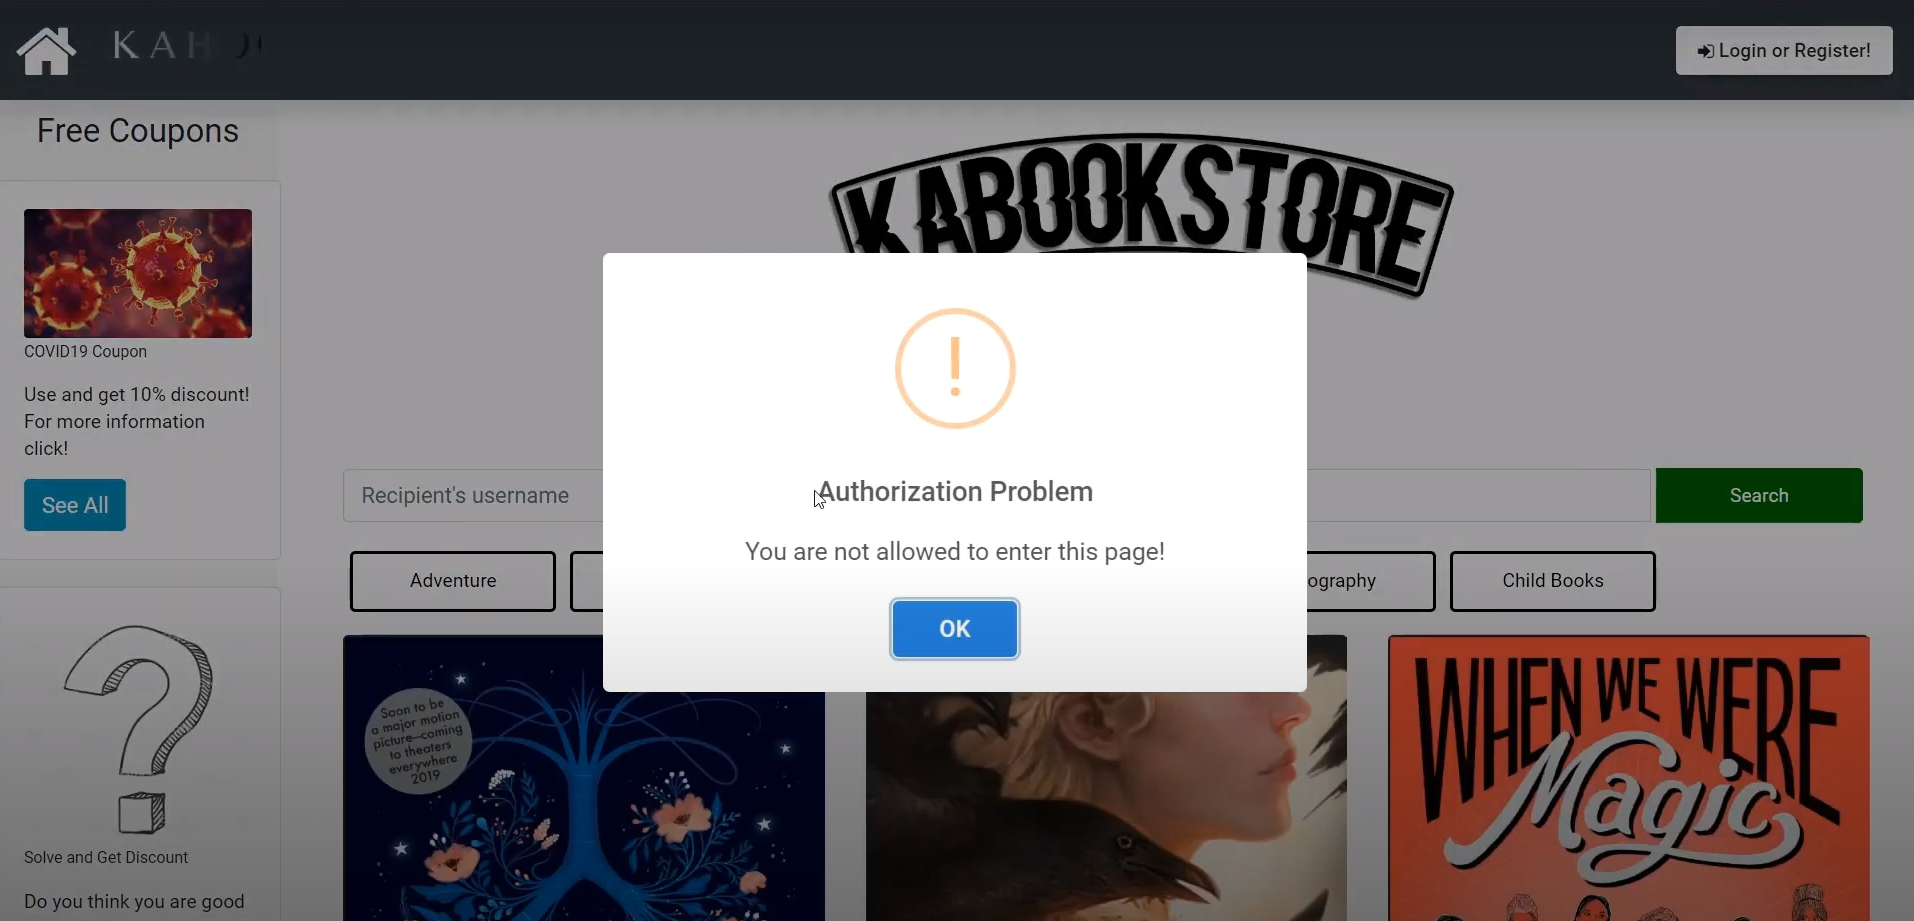 K A
Login or Register!
Free Coupons
KABOOKSTORE
COVID19 Coupon
Use and get 10% discount!
For more information
click!
See All
Recipient's username
Search
Authorization Problem
You are not allowed to enter this page!
OK
Adventure
ography
Child Books
Soon to be
a major motion
picture—coming
to theaters
everywhere
2019
WHEN WE WERE
Magic
Solve and Get Discount
Do you think you are good